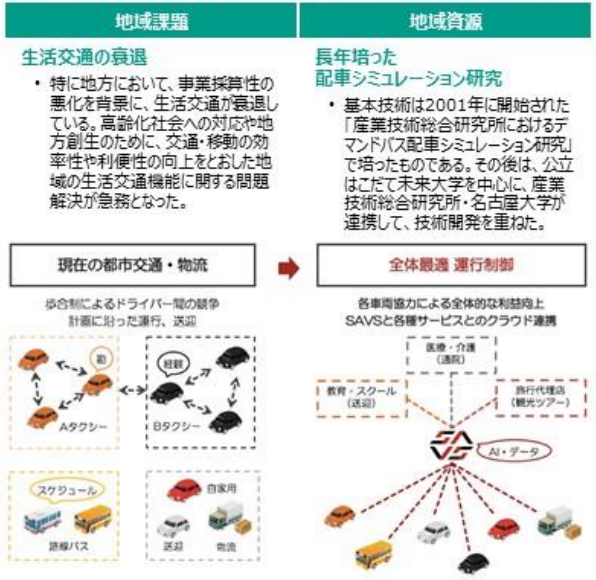 地域課題
地域資源
生活交通の衰退
• 特に地方において、事業採算性の
悪化を背景に、生活交通が衰退し
ている。高齢化社会への対応や地
方創生のために、交通・移動の効
率性や利便性の向上をとおした地
域の生活交通機能に関する問題
解決が急務となった。
長年培った
配車シミュレーション研究
• 基本技術は2001年に開始された
「産業技術総合研究所におけるデ
マンドバス配車シミュレーション研究」
で培ったものである。その後は、公立
はこだて未来大学を中心に、産業
技術総合研究所・名古屋大学が
連携して、技術開発を重ねた。
現在の都市交通・物流
全体最適 運行制御
歩合制によるドライバー間の競争
計画に沿った運行、送迎
勘
経験
Aタクシー
Bタクシー
スケジュール
路線バス
自家用
送迎
物流
各車両協力による全体的な利益向上
SAVSと各種サービスとのクラウド連携
医療・介護
(通院)
教育・スクール
(送迎)
旅行代理店
(観光ツアー)
AI・データ